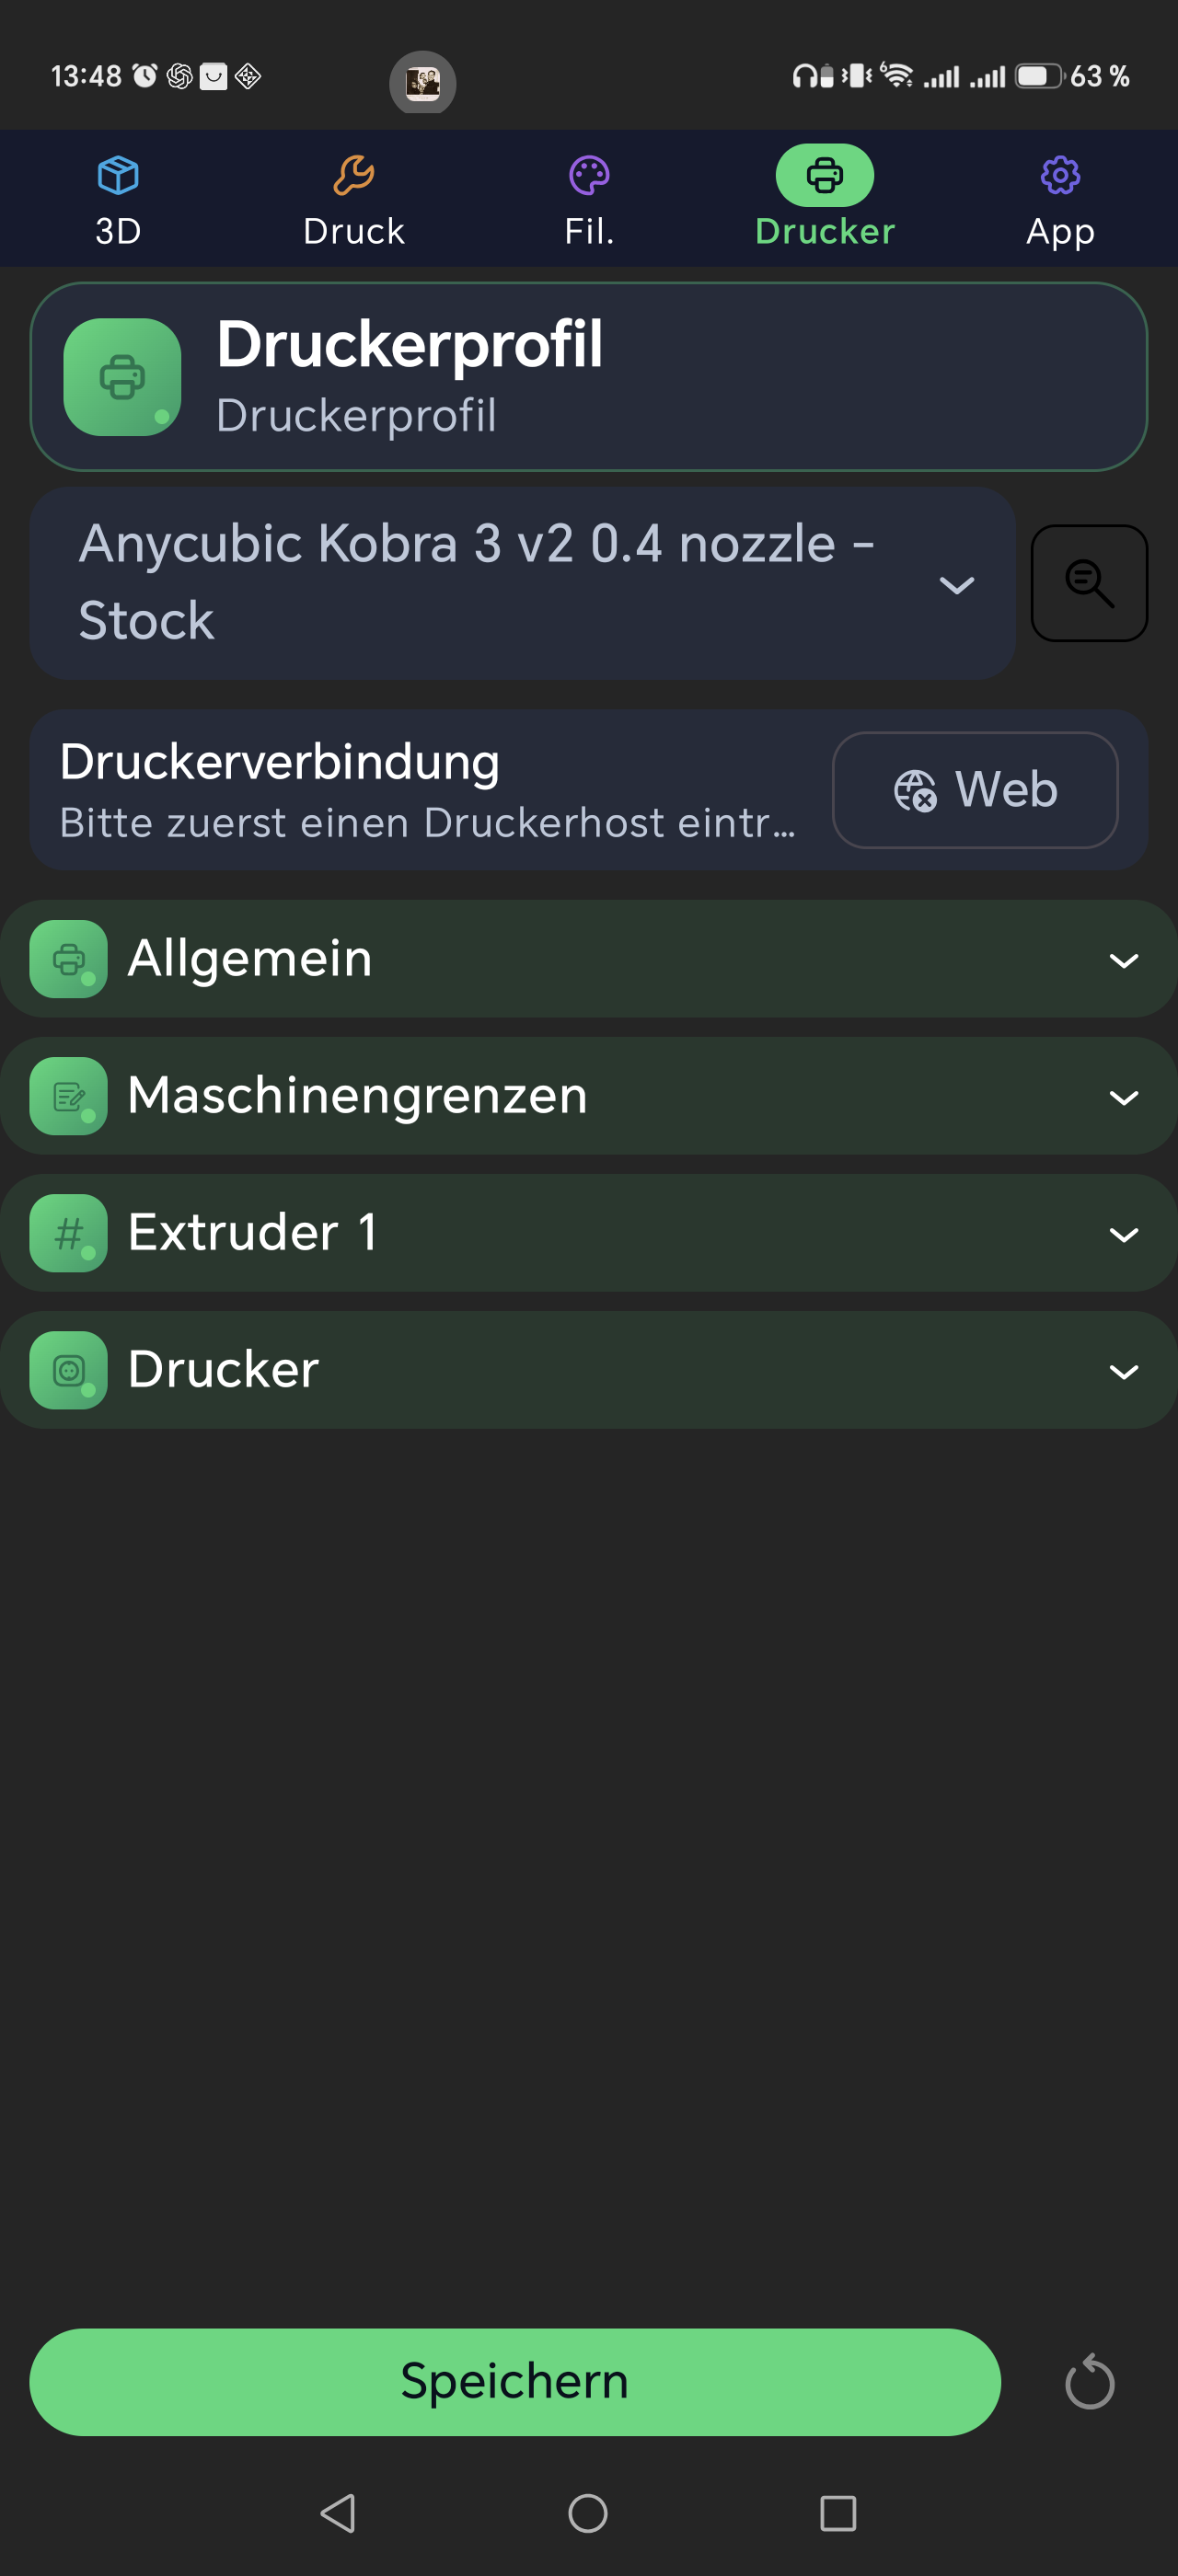 13:48
63 %
3D
Druck
Fil.
Drucker
App
Druckerprofil
Druckerprofil
Anycubic Kobra 3 v2 0.4 nozzle -
Stock
Druckerverbindung
Bitte zuerst einen Druckerhost eintr...
Web
Allgemein
Maschinengrenzen
Extruder 1
Drucker
Speichern